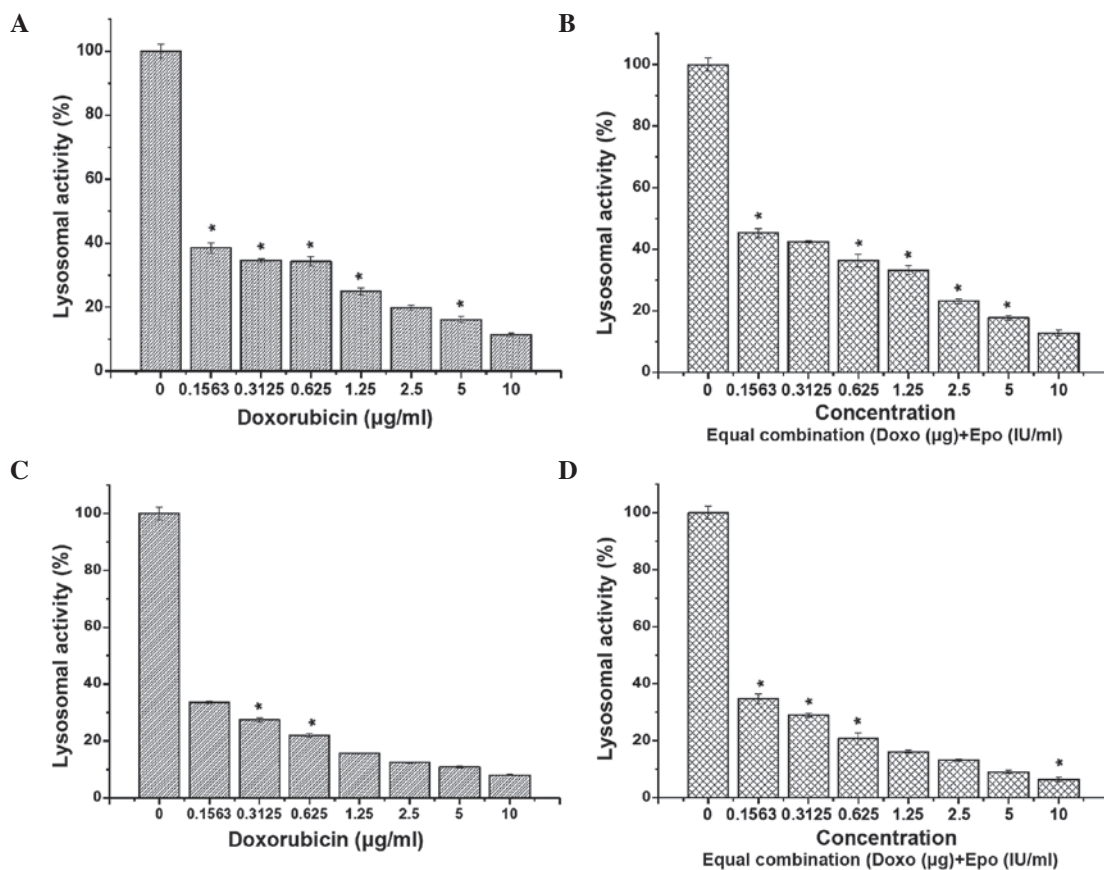 A
Lysosomal activity (%)
100
80
60
40
20
0
*
*
*
*
*
0 0.1563 0.3125 0.625 1.25 2.5 5 10
Doxorubicin (µg/ml)
B
Lysosomal activity (%)
100
80
60
40
20
0
*
*
*
*
*
0 0.1563 0.3125 0.625 1.25 2.5 5 10
Concentration
Equal combination (Doxo (µg)+Epo (IU/ml)
C
Lysosomal activity (%)
100
80
60
40
20
0
*
*
0 0.1563 0.3125 0.625 1.25 2.5 5 10
Doxorubicin (µg/ml)
D
Lysosomal activity (%)
100
80
60
40
20
0
*
*
*
*
0 0.1563 0.3125 0.625 1.25 2.5 5 10
Concentration
Equal combination (Doxo (µg)+Epo (IU/ml)